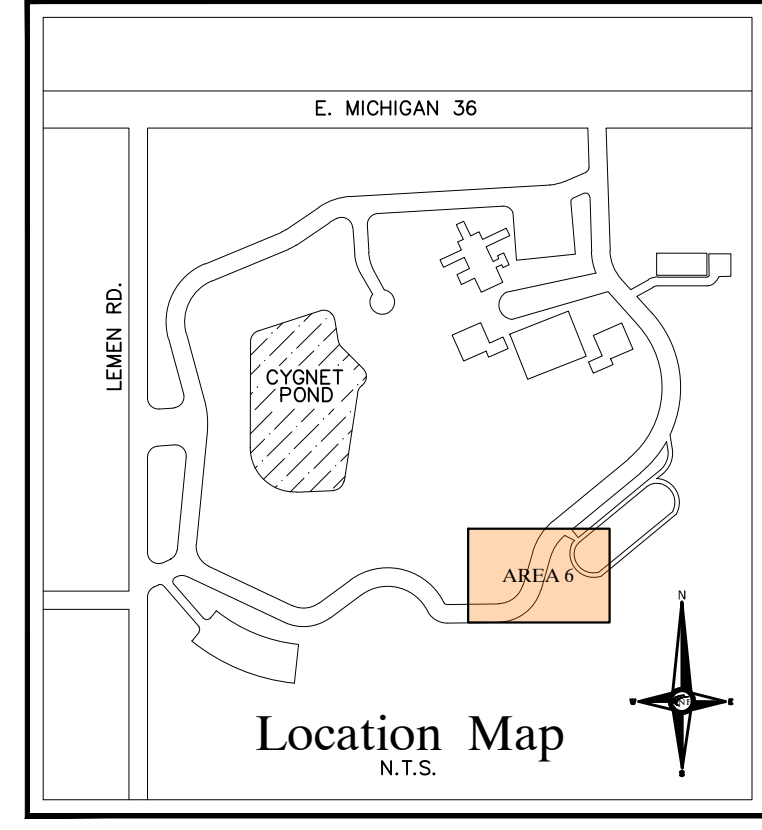 E. MICHIGAN 36
LEMEN RD.
CYGNET
POND
AREA 6
N
W
E
S
Location Map
N.T.S.